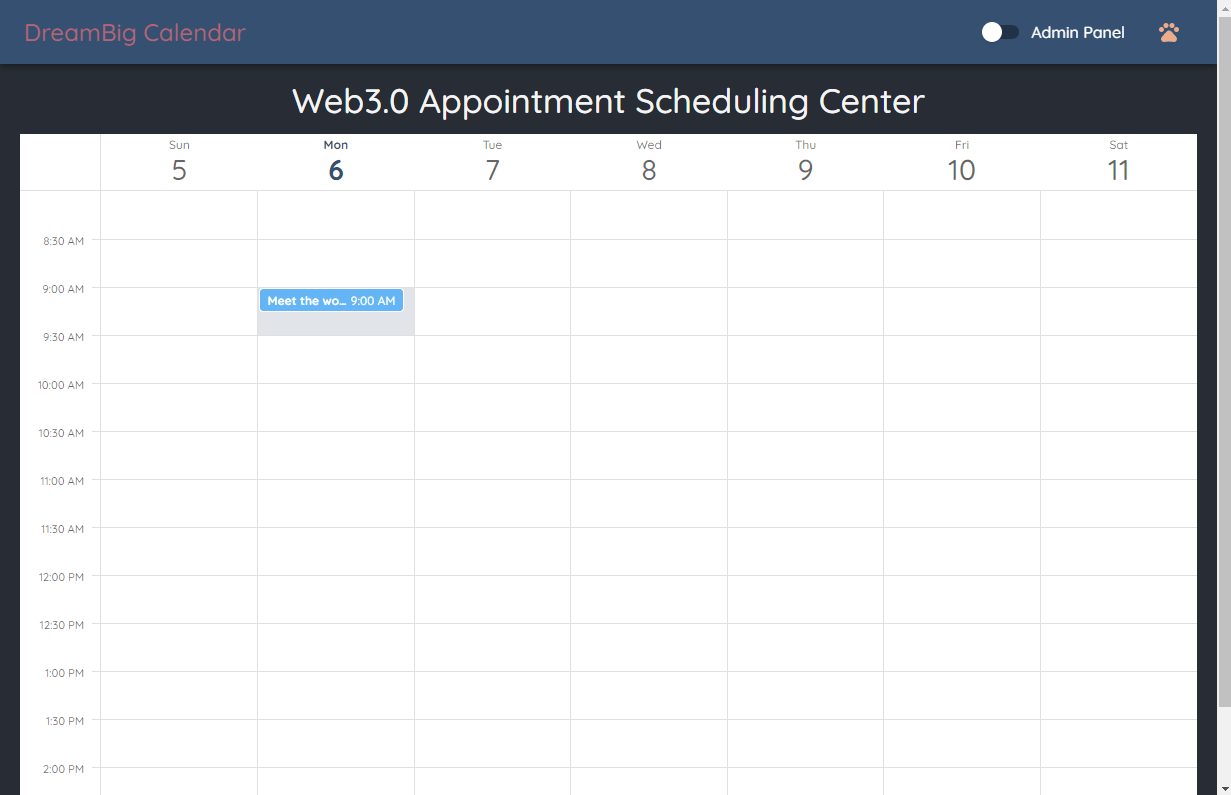 DreamBig Calendar
Admin Panel
Web3.0 Appointment Scheduling Center
Sun Mon Tue Wed Thu Fri Sat
5 6 7 8 9 10 11
8:30 AM
9:00 AM
Meet the wo... 9:00 AM
9:30 AM
10:00 AM
10:30 AM
11:00 AM
11:30 AM
12:00 PM
12:30 PM
1:00 PM
1:30 PM
2:00 PM